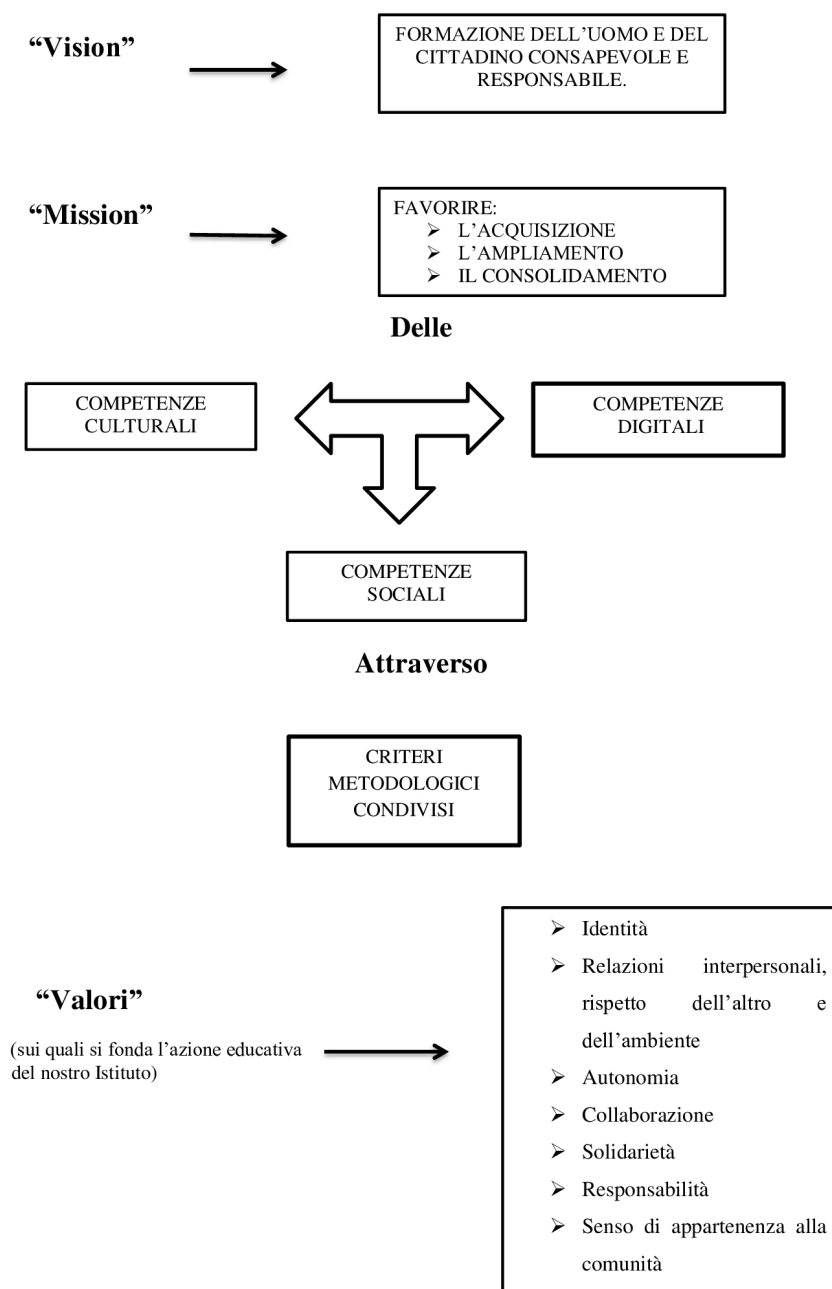 “Vision”
FORMAZIONE DELL’UOMO E DEL
CITTADINO CONSAPEVOLE E
RESPONSABILE.
“Mission”
FAVORIRE:
➢ L’ACQUISIZIONE
➢ L’AMPLIAMENTO
➢ IL CONSOLIDAMENTO
Delle
COMPETENZE
CULTURALI
COMPETENZE
DIGITALI
COMPETENZE
SOCIALI
Attraverso
CRITERI
METODOLOGICI
CONDIVISI
“Valori”
(sui quali si fonda l’azione educativa
del nostro Istituto)
➢ Identità
➢ Relazioni interpersonali,
rispetto dell’altro e
dell’ambiente
➢ Autonomia
➢ Collaborazione
➢ Solidarietà
➢ Responsabilità
➢ Senso di appartenenza alla
comunità